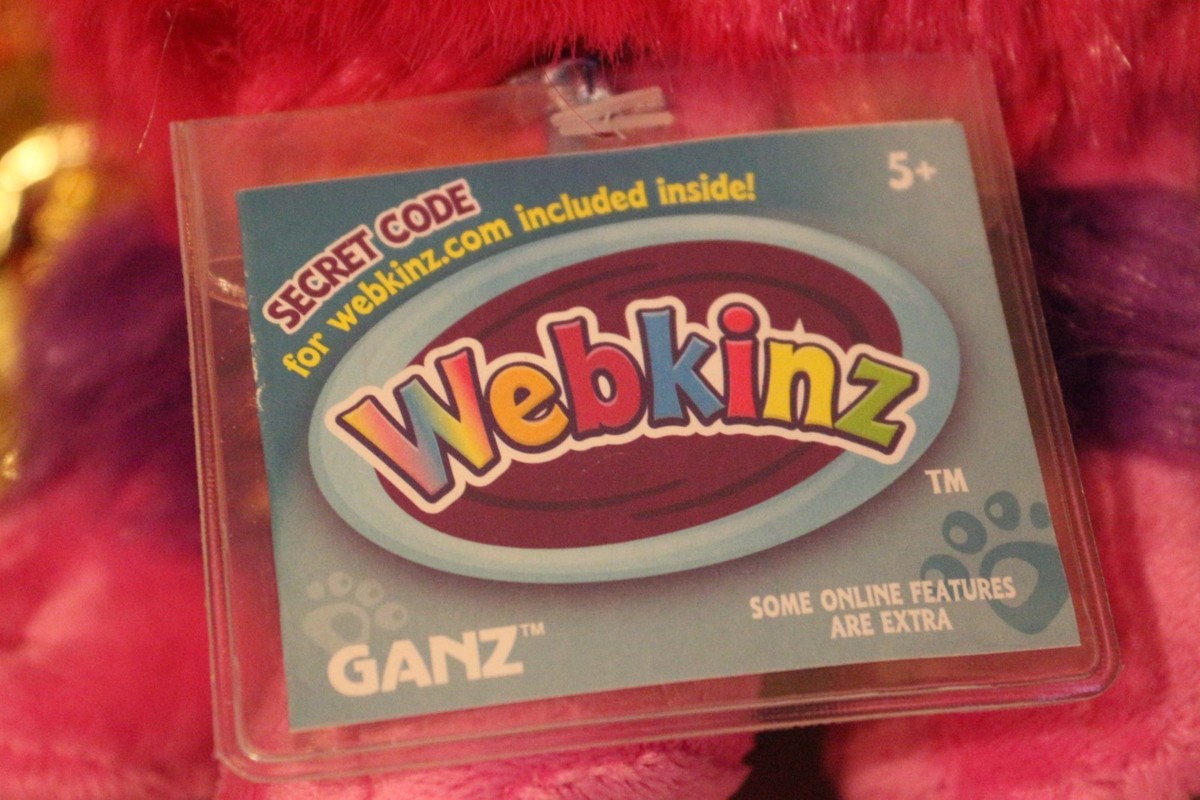 SECRET CODE
for webkinz.com included inside!
5+
Webkinz
TM
SOME ONLINE FEATURES
ARE EXTRA
GANZ™